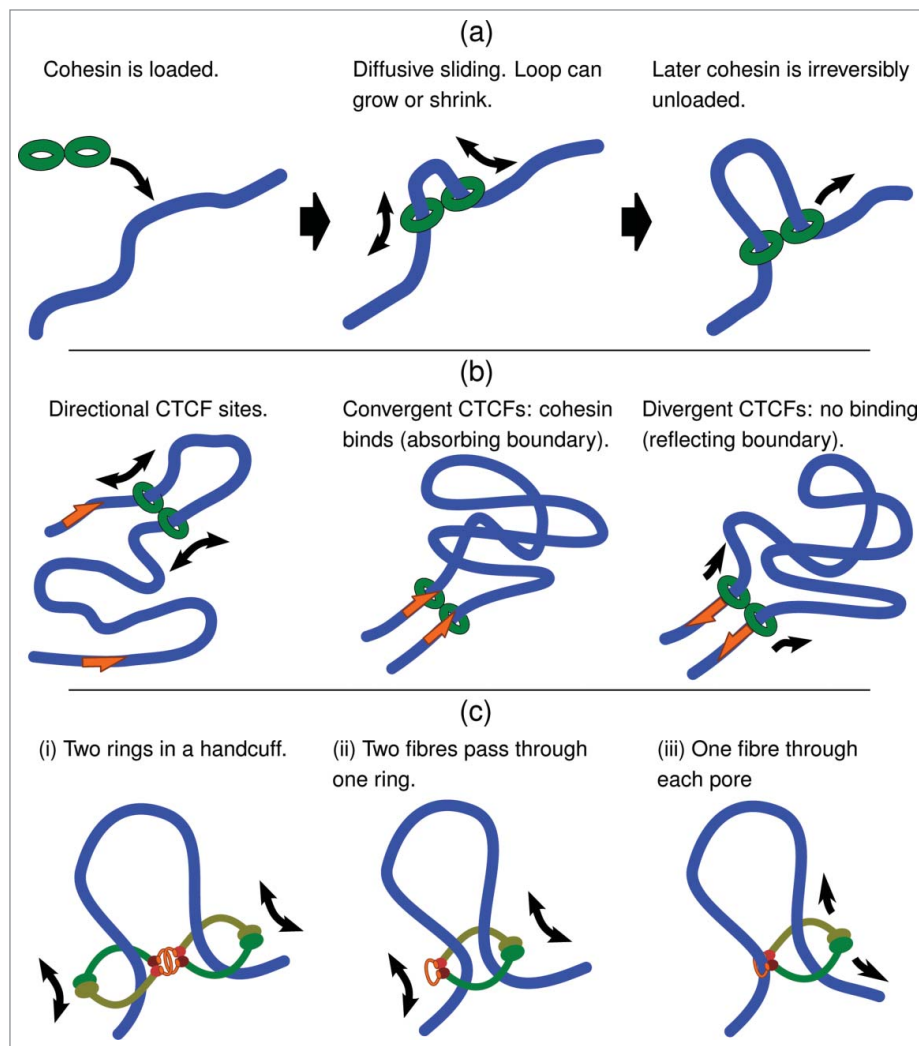 (a)
Cohesin is loaded.
Diffusive sliding. Loop can
grow or shrink.
Later cohesin is irreversibly
unloaded.
(b)
Directional CTCF sites.
Convergent CTCFs: cohesin
binds (absorbing boundary).
Divergent CTCFs: no binding
(reflecting boundary).
(c)
(i) Two rings in a handcuff.
(ii) Two fibres pass through
one ring.
(iii) One fibre through
each pore